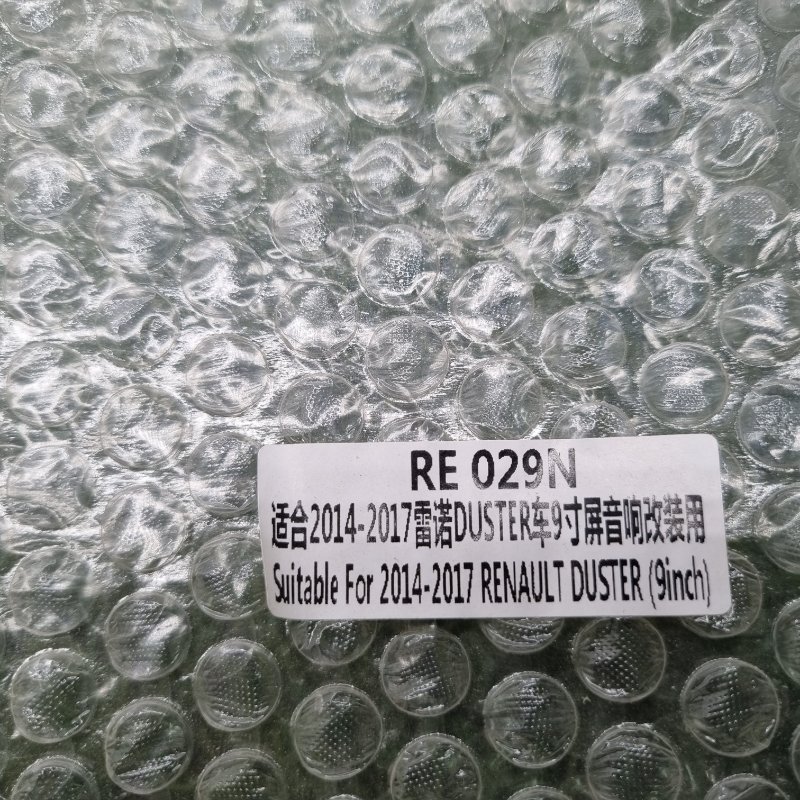 RE 029N
适合2014-2017雷诺DUSTER车9寸屏音响改装用
Suitable For 2014-2017 RENAULT DUSTER (9inch)